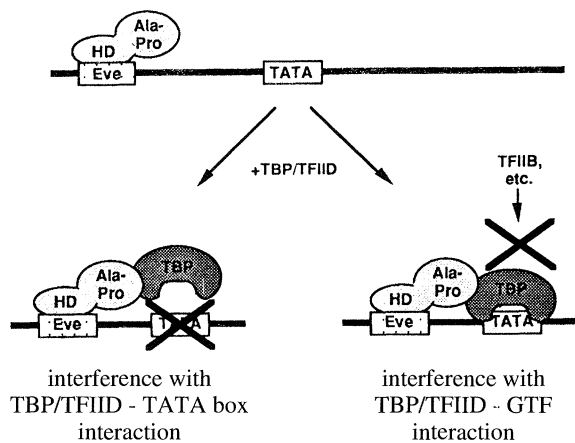 Ala-
Pro
HD
Eve
TATA
+TBP/TFIID
TFIIB,
etc.
Ala-
Pro
TBP
HD
Eve
TATA
interference with
TBP/TFIID - TATA box
interaction
Ala-
Pro
TBP
HD
Eve
TATA
interference with
TBP/TFIID - GTF
interaction